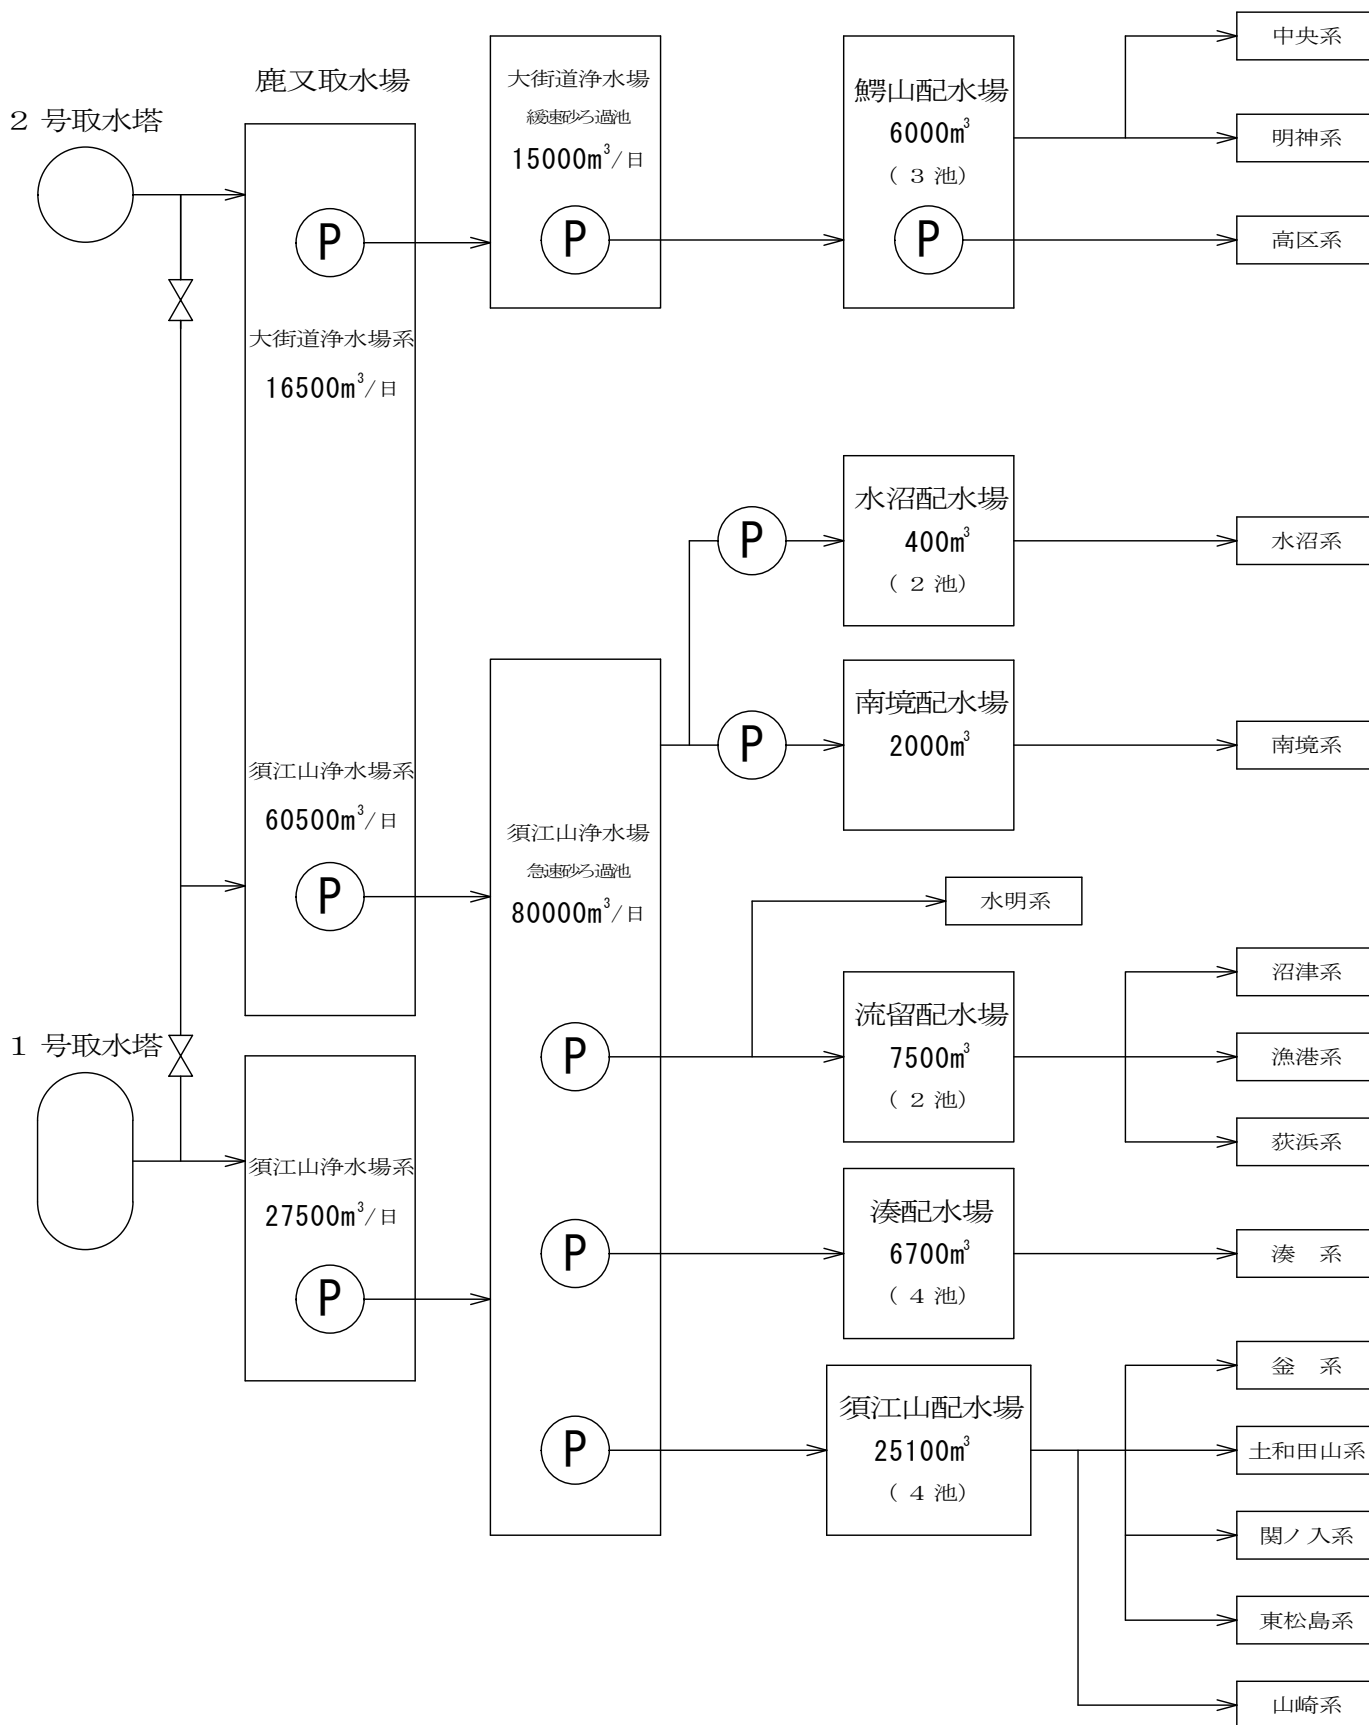 鹿又取水場
2 号取水塔
P
大街道浄水場系
16500m³/日
須江山浄水場系
60500m³/日
P
1 号取水塔
須江山浄水場系
27500m³/日
P
大街道浄水場
緩速砂ろ過池
15000m³/日
P
須江山浄水場
急速砂ろ過池
80000m³/日
P
P
P
P
P
鰐山配水場
6000m³
( 3 池)
P
水沼配水場
400m³
( 2 池)
南境配水場
2000m³
水明系
流留配水場
7500m³
( 2 池)
湊配水場
6700m³
( 4 池)
須江山配水場
25100m³
( 4 池)
中央系
明神系
高区系
水沼系
南境系
沼津系
漁港系
荻浜系
湊 系
釜 系
土和田山系
関ノ入系
東松島系
山崎系